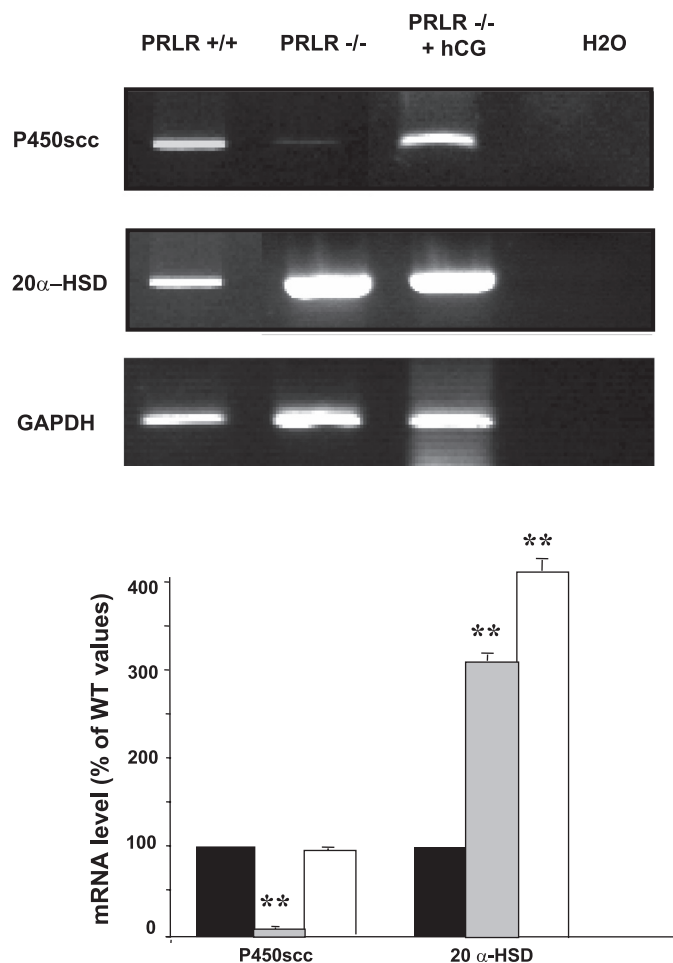 PRLR +/+ PRLR -/- PRLR -/- + hCG H2O
P450scc
20α–HSD
GAPDH
mRNA level (% of WT values)
400
300
200
100
0
**
**
**
P450scc 20 α-HSD